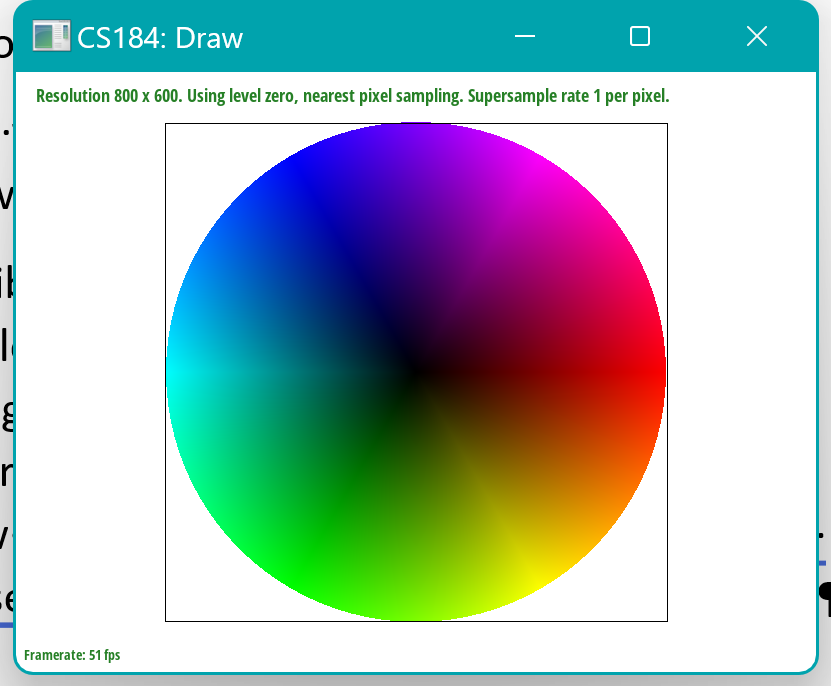 CS184: Draw
Resolution 800 x 600. Using level zero, nearest pixel sampling. Supersample rate 1 per pixel.
Framerate: 51 fps